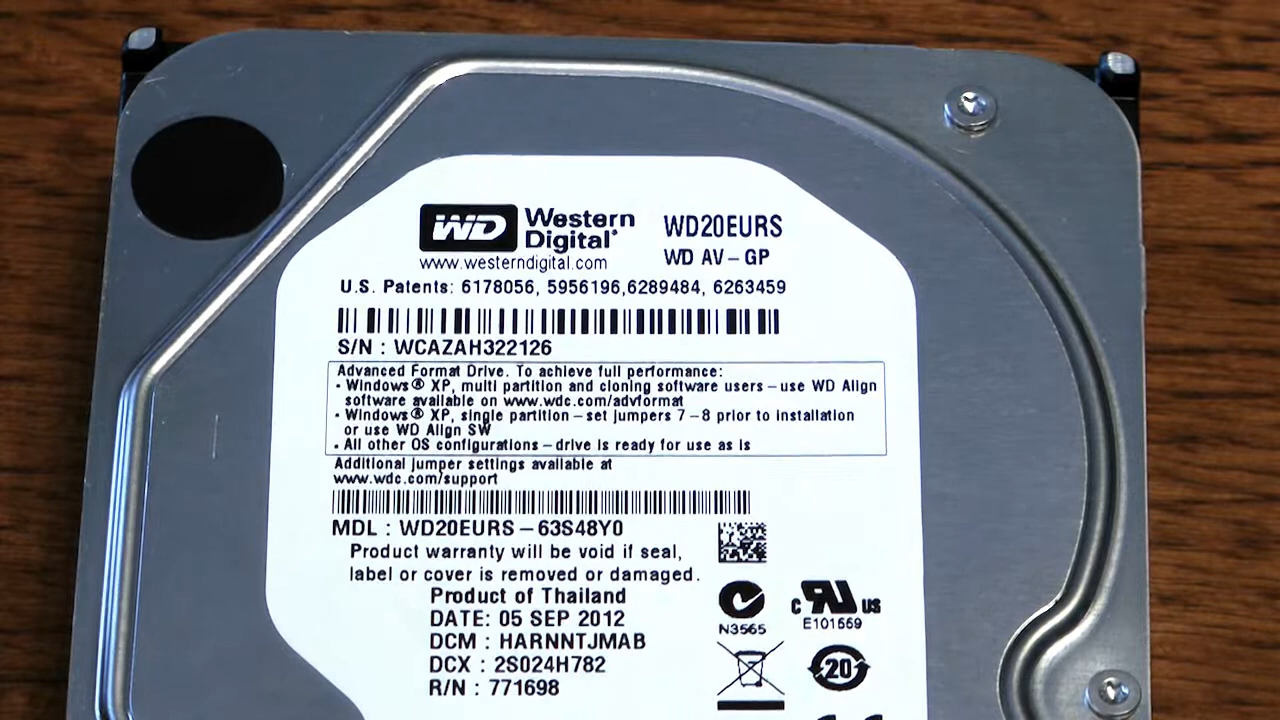 WD Western Digital WD20EURS
www.westerndigital.com WD AV-GP
U.S. Patents: 6178056, 5956196,6289484, 6263459
S/N : WCAZAH322126
Advanced Format Drive. To achieve full performance:
• Windows® XP, multi partition and cloning software users – use WD Align
software available on www.wdc.com/advformat
• Windows® XP, single partition – set jumpers 7 – 8 prior to installation
or use WD Align SW
• All other OS configurations – drive is ready for use as is
Additional jumper settings available at
www.wdc.com/support
MDL : WD20EURS – 63S48Y0
Product warranty will be void if seal,
label or cover is removed or damaged.
Product of Thailand
DATE: 05 SEP 2012
DCM : HARNNTJMAB
DCX : 2S024H782
R/N : 771698
N3565
c RU US
E101559
20